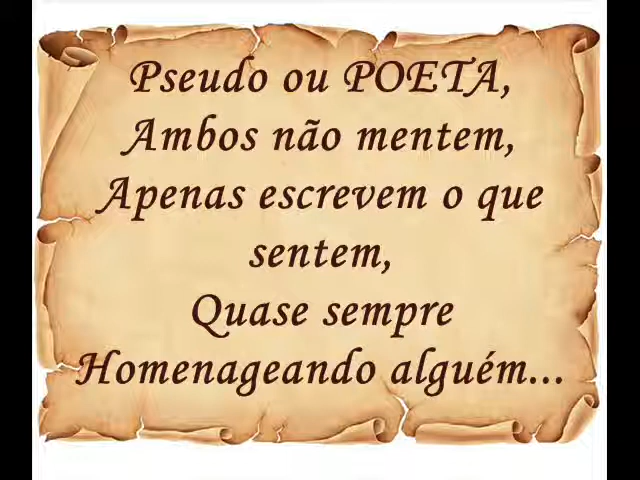 Pseudo ou POETA,
Ambos não mentem,
Apenas escrevem o que
sentem,
Quase sempre
Homenageando alguém...